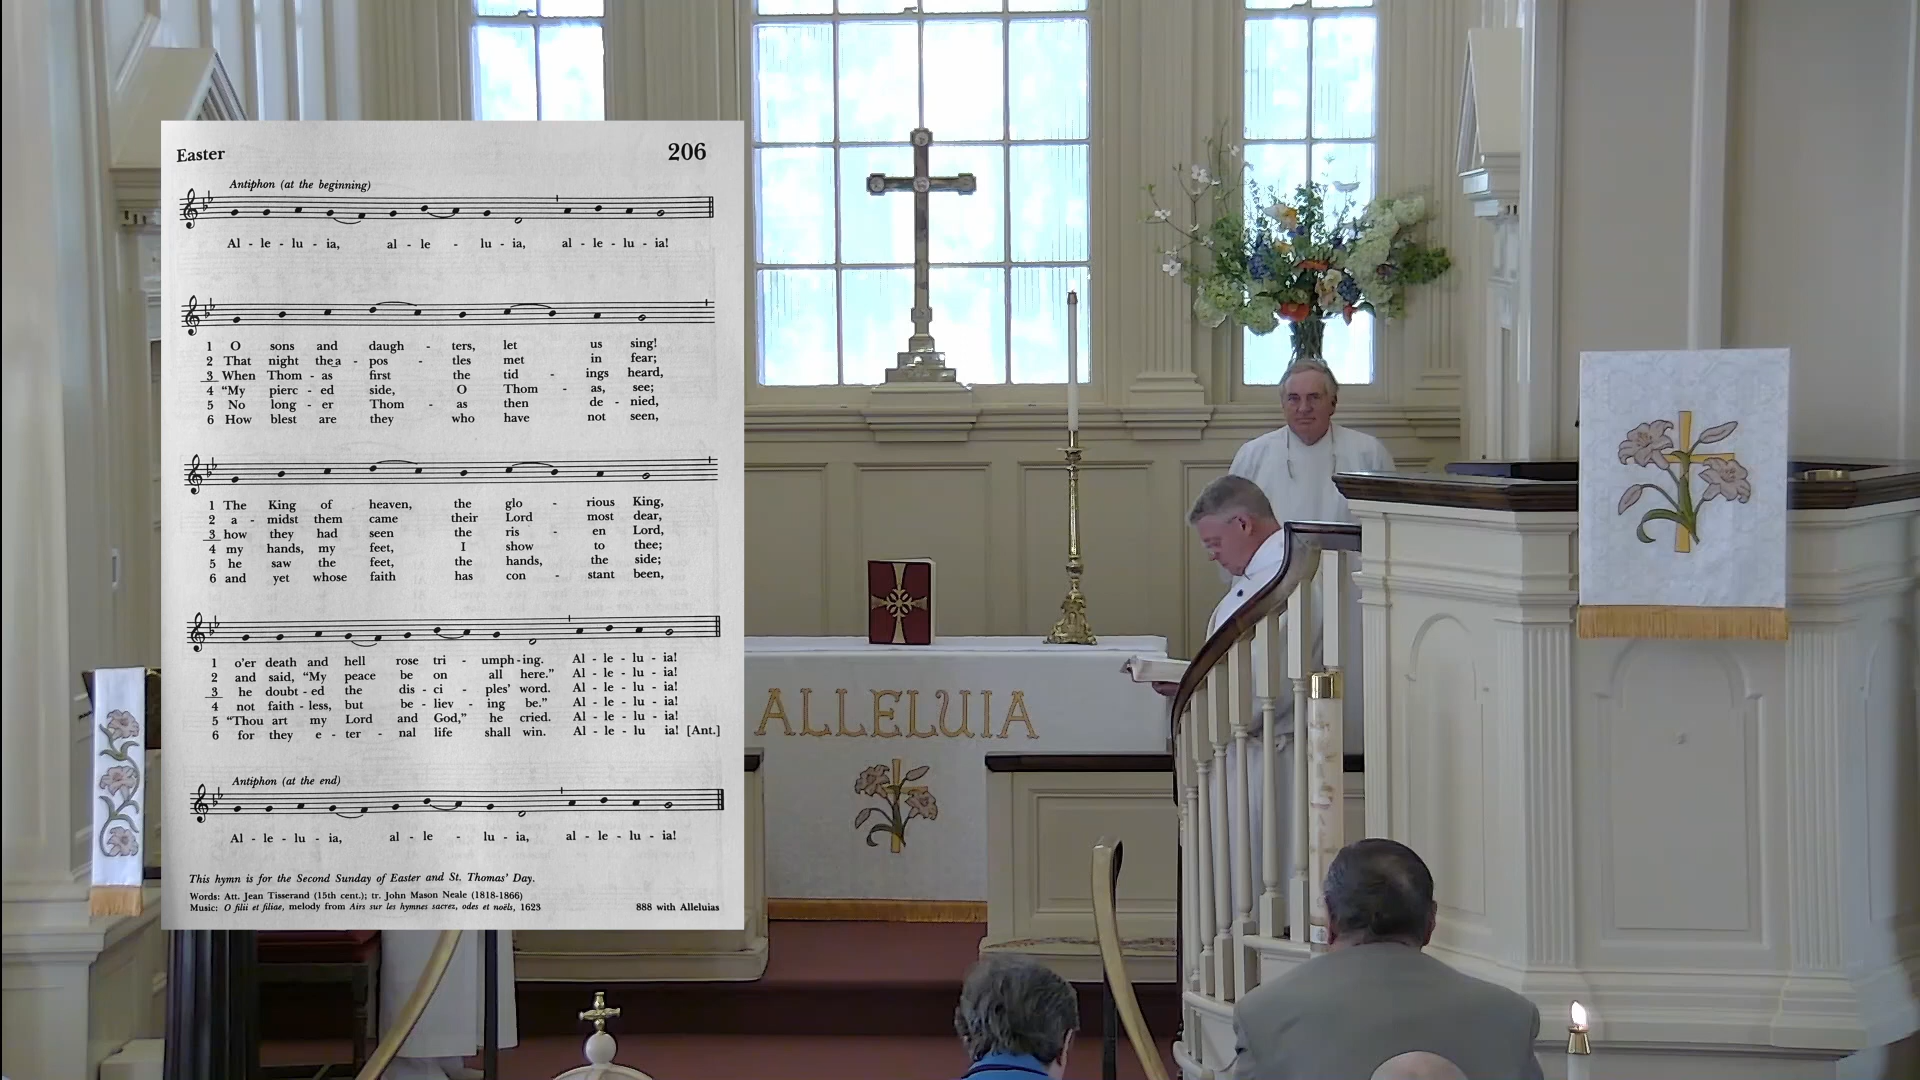 Easter 206
Antiphon (at the beginning)
Al - le - lu - ia, al - le - lu - ia, al - le - lu - ia!
1 O sons and daugh - ters, let us sing!
2 That night the a - pos - tles met in fear;
3 When Thom - as first the tid - ings heard,
4 “My pierc - ed side, O Thom - as, see;
5 No long - er Thom - as then de - nied,
6 How blest are they who have not seen,
1 The King of heaven, the glo - rious King,
2 a - midst them came their Lord most dear,
3 how they had seen the ris - en Lord,
4 my hands, my feet, I show to thee;
5 he saw the feet, the hands, the side;
6 and yet whose faith has con - stant been,
1 o'er death and hell rose tri - umph - ing. Al - le - lu - ia!
2 and said, “My peace be on all here.” Al - le - lu - ia!
3 he doubt - ed the dis - ci - ples' word. Al - le - lu - ia!
4 not faith - less, but be - liev - ing be.” Al - le - lu - ia!
5 “Thou art my Lord and God,” he cried. Al - le - lu - ia!
6 for they e - ter - nal life shall win. Al - le - lu ia! [Ant.]
Antiphon (at the end)
Al - le - lu - ia, al - le - lu - ia, al - le - lu - ia!
This hymn is for the Second Sunday of Easter and St. Thomas' Day.
Words: Att. Jean Tisserand (15th cent.); tr. John Mason Neale (1818-1866)
Music: O filii et filiae, melody from Airs sur les hymnes sacrez, odes et noëls, 1623 888 with Alleluias
ALLELUIA